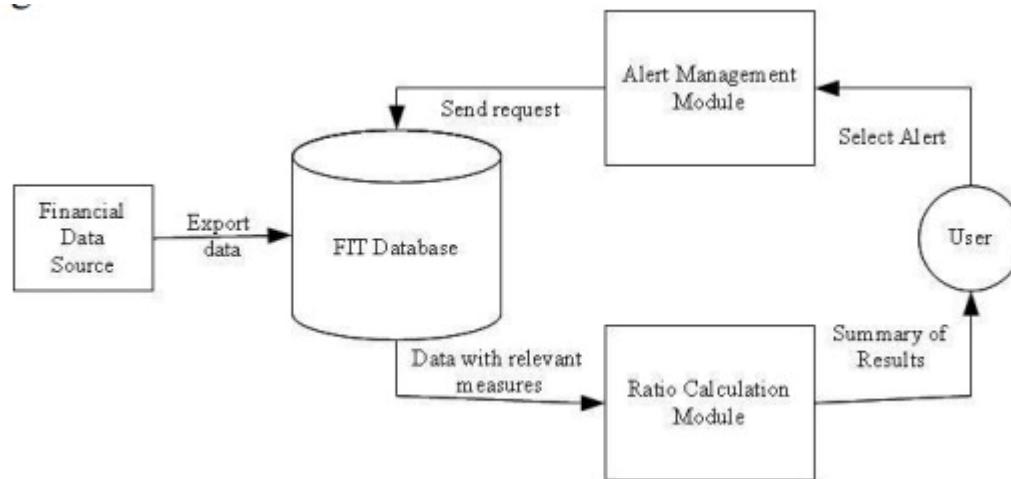 Alert Management
Module
Send request
Select Alert
Financial
Data
Source
Export
data
FIT Database
User
Data with relevant
measures
Ratio Calculation
Module
Summary of
Results